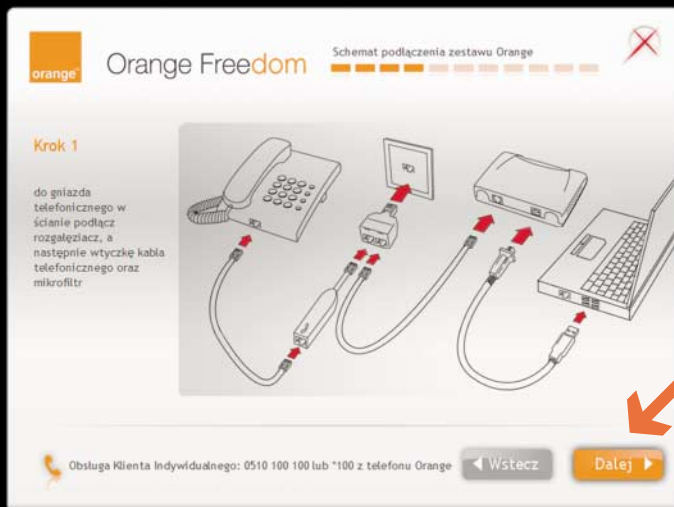 orange
Orange Freedom
Schemat podłączenia zestawu Orange
Krok 1
do gniazda
telefonicznego w
ścianie podłącz
rozgałęziacz, a
następnie wtyczkę kabla
telefonicznego oraz
mikrofiltr
Obsługa Klienta Indywidualnego: 0510 100 100 lub *100 z telefonu Orange
Wstecz
Dalej